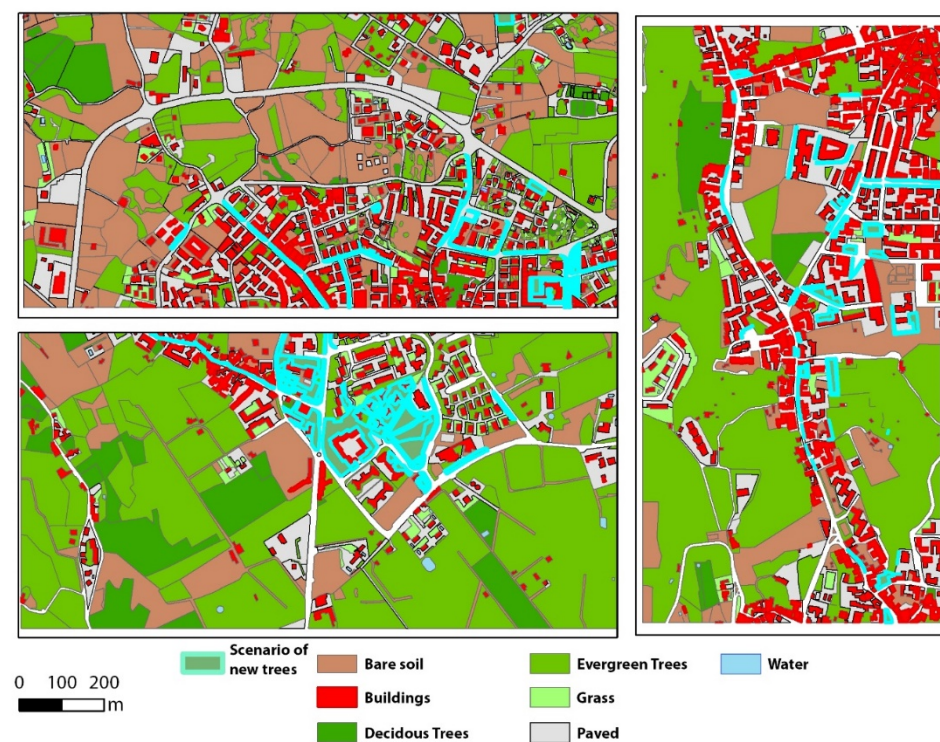 Scenario of
new trees
Bare soil
Evergreen Trees
Water
0 100 200
m
Buildings
Grass
Decidous Trees
Paved